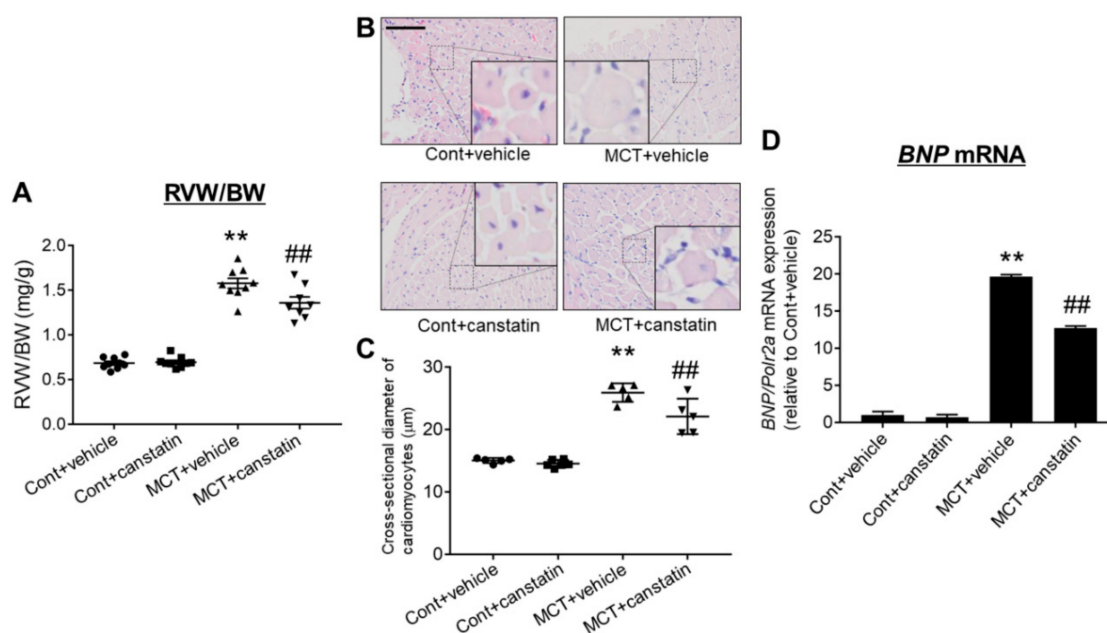 A
RVW/BW
RVW/BW (mg/g)
2.0
1.5
1.0
0.5
0.0
**
##
Cont+vehicle
Cont+canstatin
MCT+vehicle
MCT+canstatin
B
Cont+vehicle
MCT+vehicle
Cont+canstatin
MCT+canstatin
C
Cross-sectional diameter of
cardiomyocytes (μm)
30
20
10
0
**
##
Cont+vehicle
Cont+canstatin
MCT+vehicle
MCT+canstatin
D
BNP mRNA
BNP/Polr2a mRNA expression
(relative to Cont+vehicle)
25
20
15
10
5
0
**
##
Cont+vehicle
Cont+canstatin
MCT+vehicle
MCT+canstatin